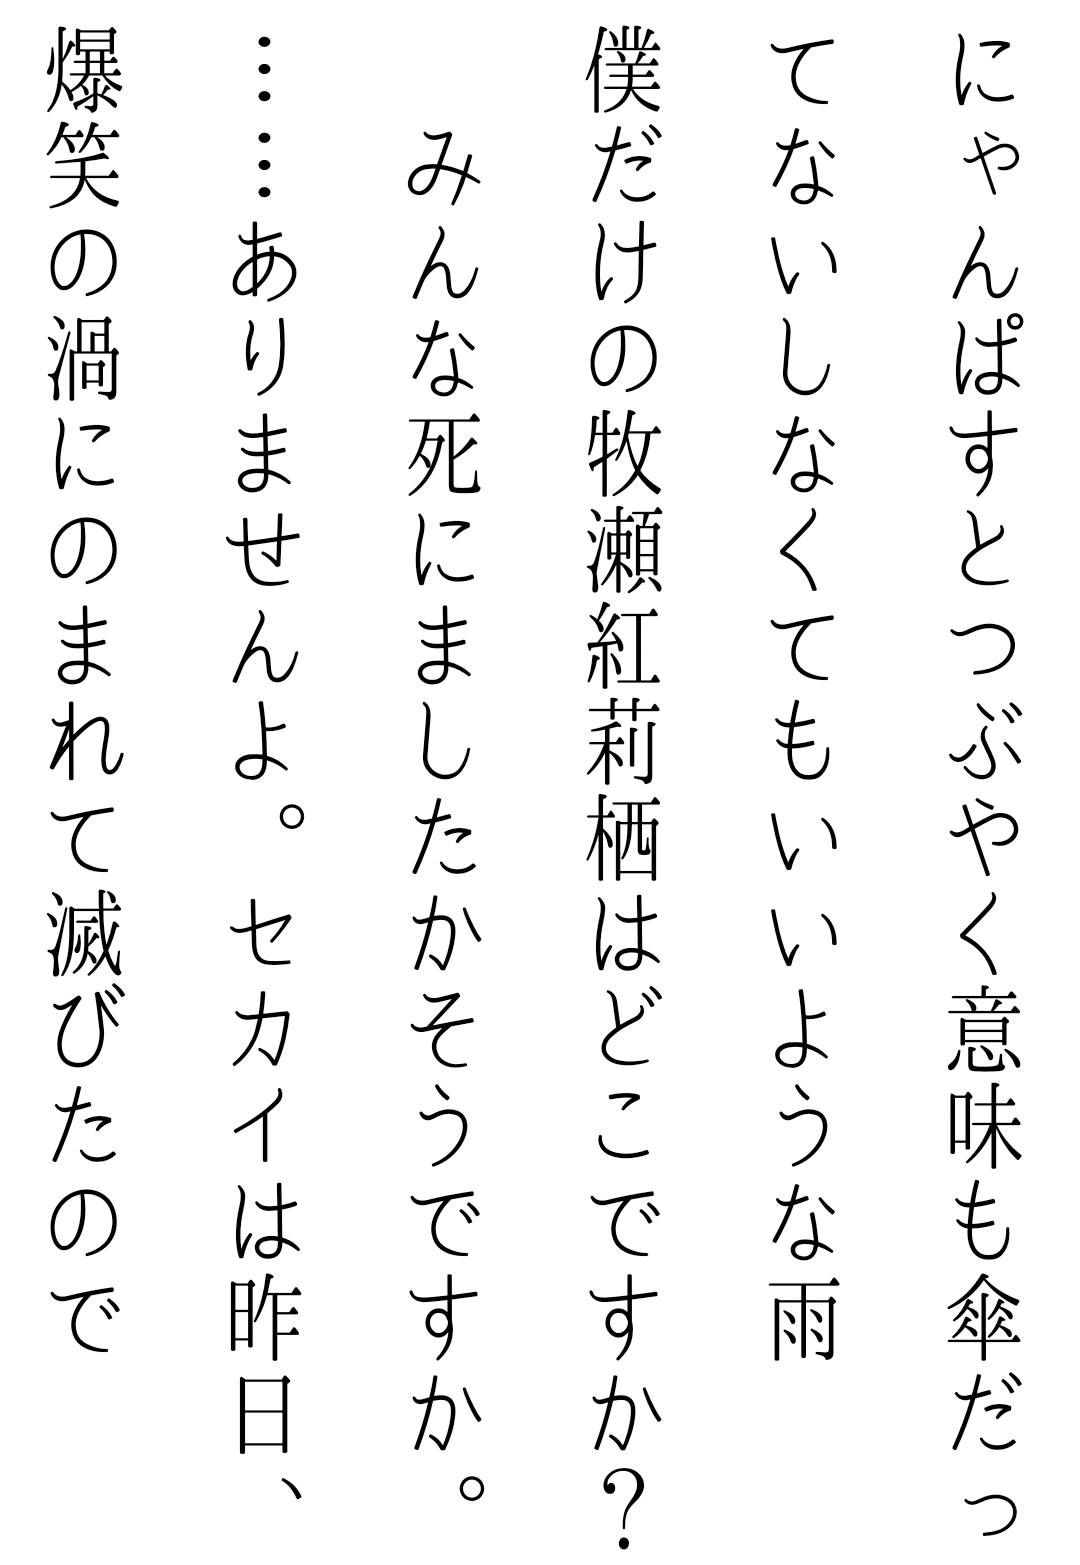 にゃんぱすとつぶやく意味も傘だっ
てないしなくてもいいような雨
僕だけの牧瀬紅莉栖はどこですか?
　みんな死にましたかそうですか。
……ありませんよ。セカイは昨日、
爆笑の渦にのまれて滅びたので